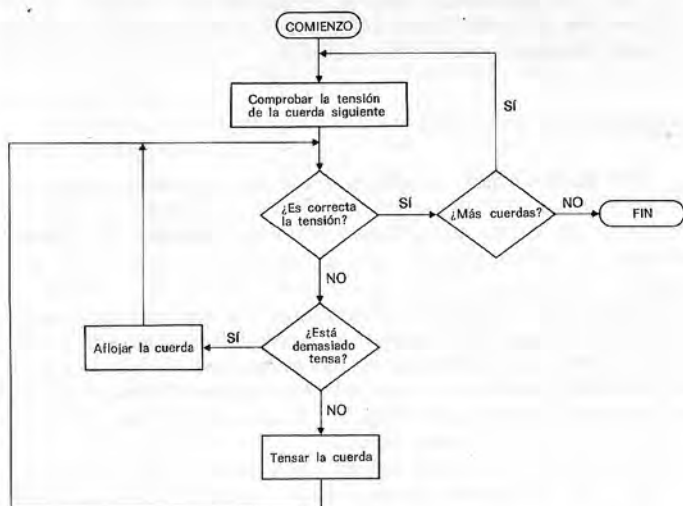 COMIENZO
Comprobar la tensión
de la cuerda siguiente
SÍ
¿Es correcta
la tensión?
SÍ
¿Más cuerdas?
NO
FIN
NO
¿Está
demasiado
tensa?
SÍ
Aflojar la cuerda
NO
Tensar la cuerda